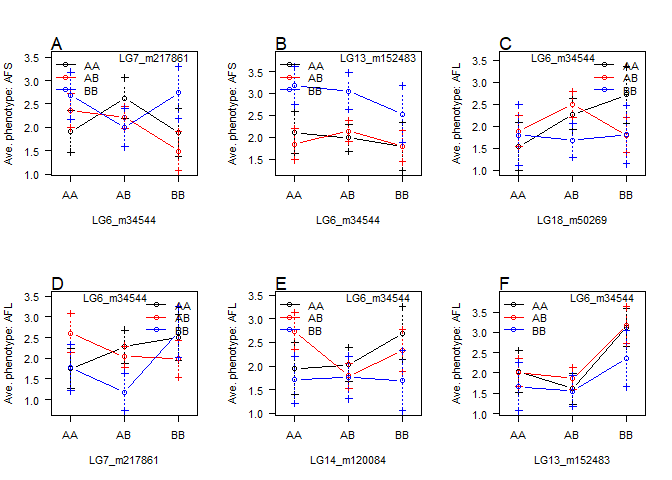 A
LG7_m217861
AA
AB
BB
Ave. phenotype: AFS
3.5
3.0
2.5
2.0
1.5
1.0
AA
AB
BB
LG6_m34544
B
LG13_m152483
AA
AB
BB
Ave. phenotype: AFS
3.5
3.0
2.5
2.0
1.5
AA
AB
BB
LG6_m34544
C
LG6_m34544
AA
AB
BB
Ave. phenotype: AFL
3.5
3.0
2.5
2.0
1.5
1.0
AA
AB
BB
LG18_m50269
D
LG6_m34544
AA
AB
BB
Ave. phenotype: AFL
3.5
3.0
2.5
2.0
1.5
1.0
AA
AB
BB
LG7_m217861
E
LG6_m34544
AA
AB
BB
Ave. phenotype: AFL
3.5
3.0
2.5
2.0
1.5
1.0
AA
AB
BB
LG14_m120084
F
LG6_m34544
AA
AB
BB
Ave. phenotype: AFL
3.5
3.0
2.5
2.0
1.5
1.0
AA
AB
BB
LG13_m152483